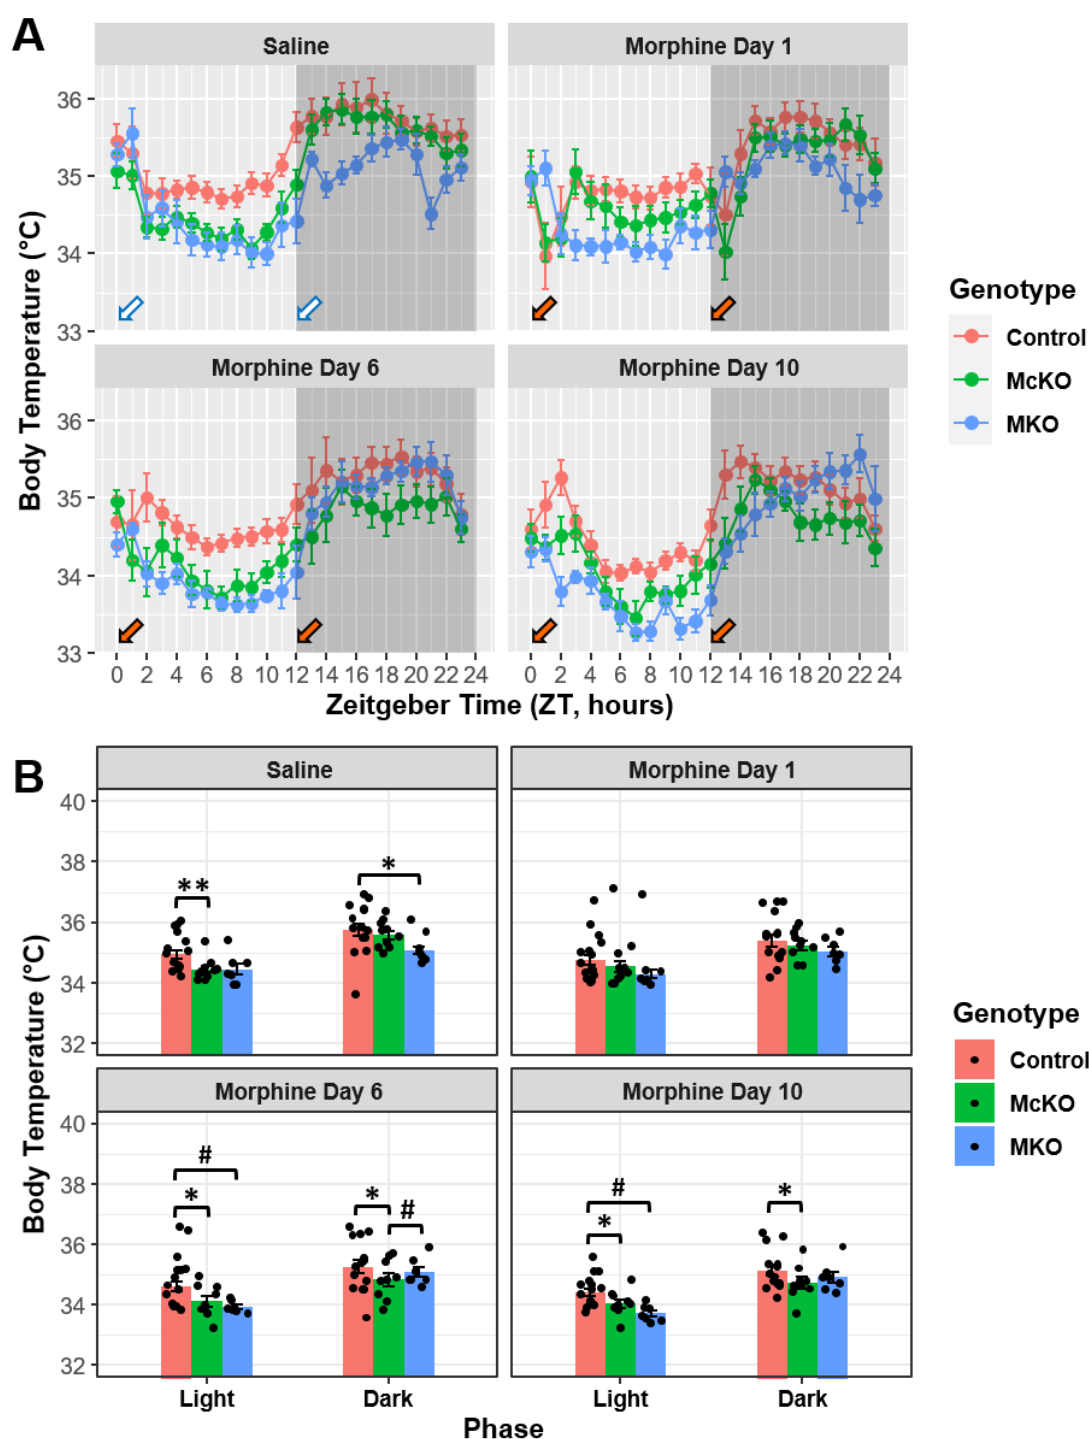 A
Saline
Morphine Day 1
36
35
34
33
Body Temperature (°C)
Morphine Day 6
Morphine Day 10
36
35
34
33
0 2 4 6 8 10 12 14 16 18 20 22 24
0 2 4 6 8 10 12 14 16 18 20 22 24
Zeitgeber Time (ZT, hours)
Genotype
Control
McKO
MKO
B
Saline
Morphine Day 1
40
38
36
34
32
**
*
Body Temperature (°C)
Morphine Day 6
Morphine Day 10
40
38
36
34
32
#
*
*
#
#
*
*
Light
Dark
Light
Dark
Phase
Genotype
Control
McKO
MKO